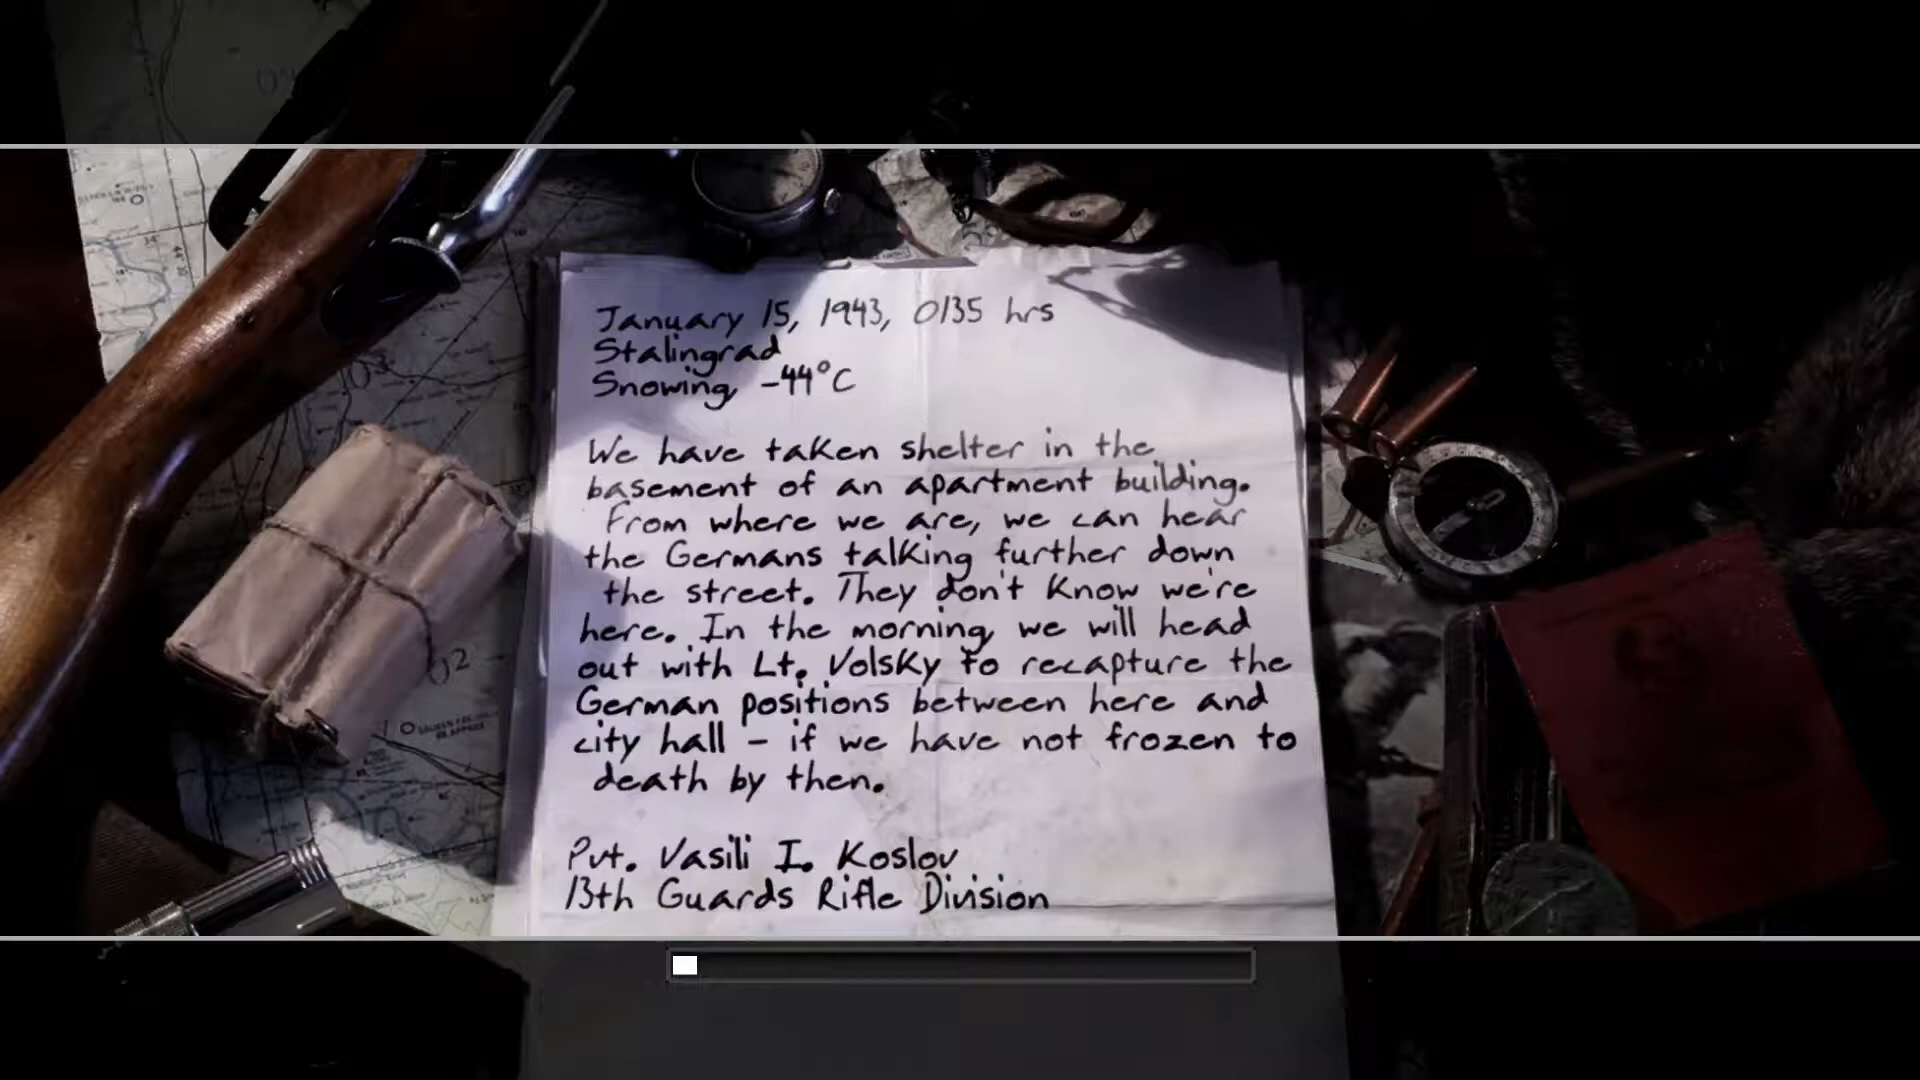 January 15, 1943, 0135 hrs
Stalingrad
Snowing, -44°C
We have taken shelter in the
basement of an apartment building.
From where we are, we can hear
the Germans talking further down
the street. They don't know we're
here. In the morning, we will head
out with Lt. Volsky to recapture the
German positions between here and
city hall - if we have not frozen to
death by then.
Pvt. Vasili I. Koslov
13th Guards Rifle Division